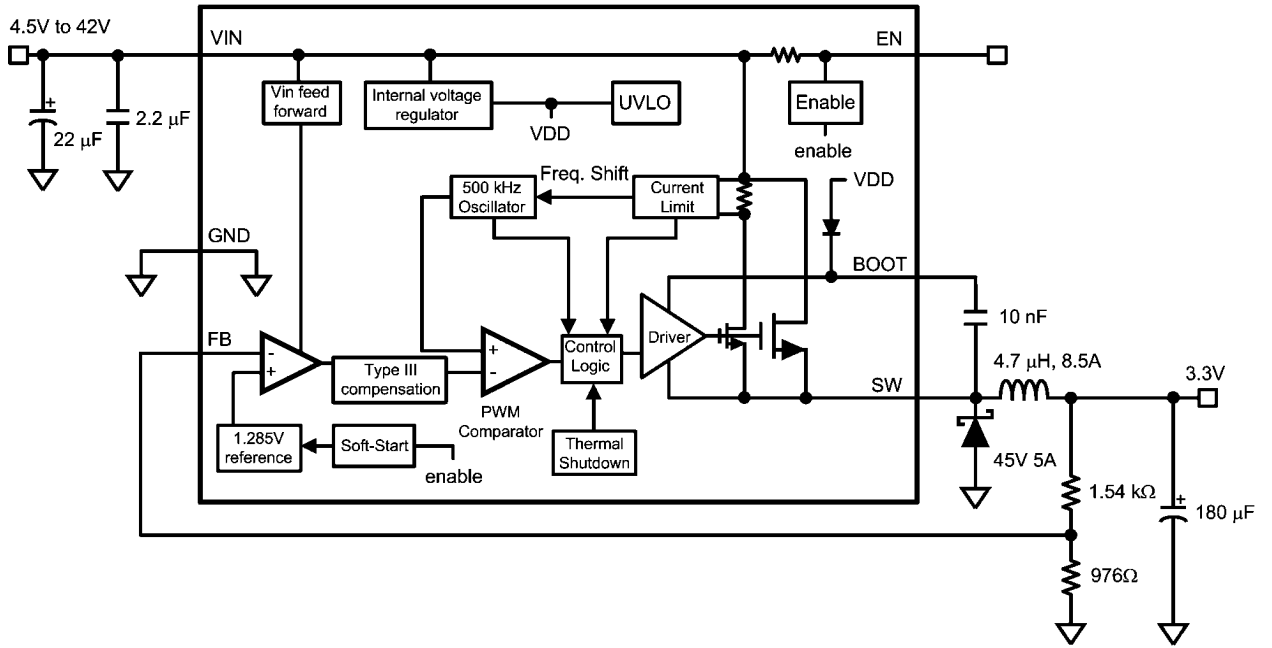 4.5V to 42V
VIN
EN
Vin feed
forward
Internal voltage
regulator
UVLO
Enable
VDD
enable
+
22 µF
2.2 µF
500 kHz
Oscillator
Freq. Shift
Current
Limit
VDD
GND
BOOT
10 nF
FB
-
+
Type III
compensation
+
-
PWM
Comparator
Control
Logic
Driver
SW
4.7 µH, 8.5A
3.3V
1.285V
reference
Soft-Start
enable
Thermal
Shutdown
45V 5A
1.54 kΩ
+
180 µF
976Ω